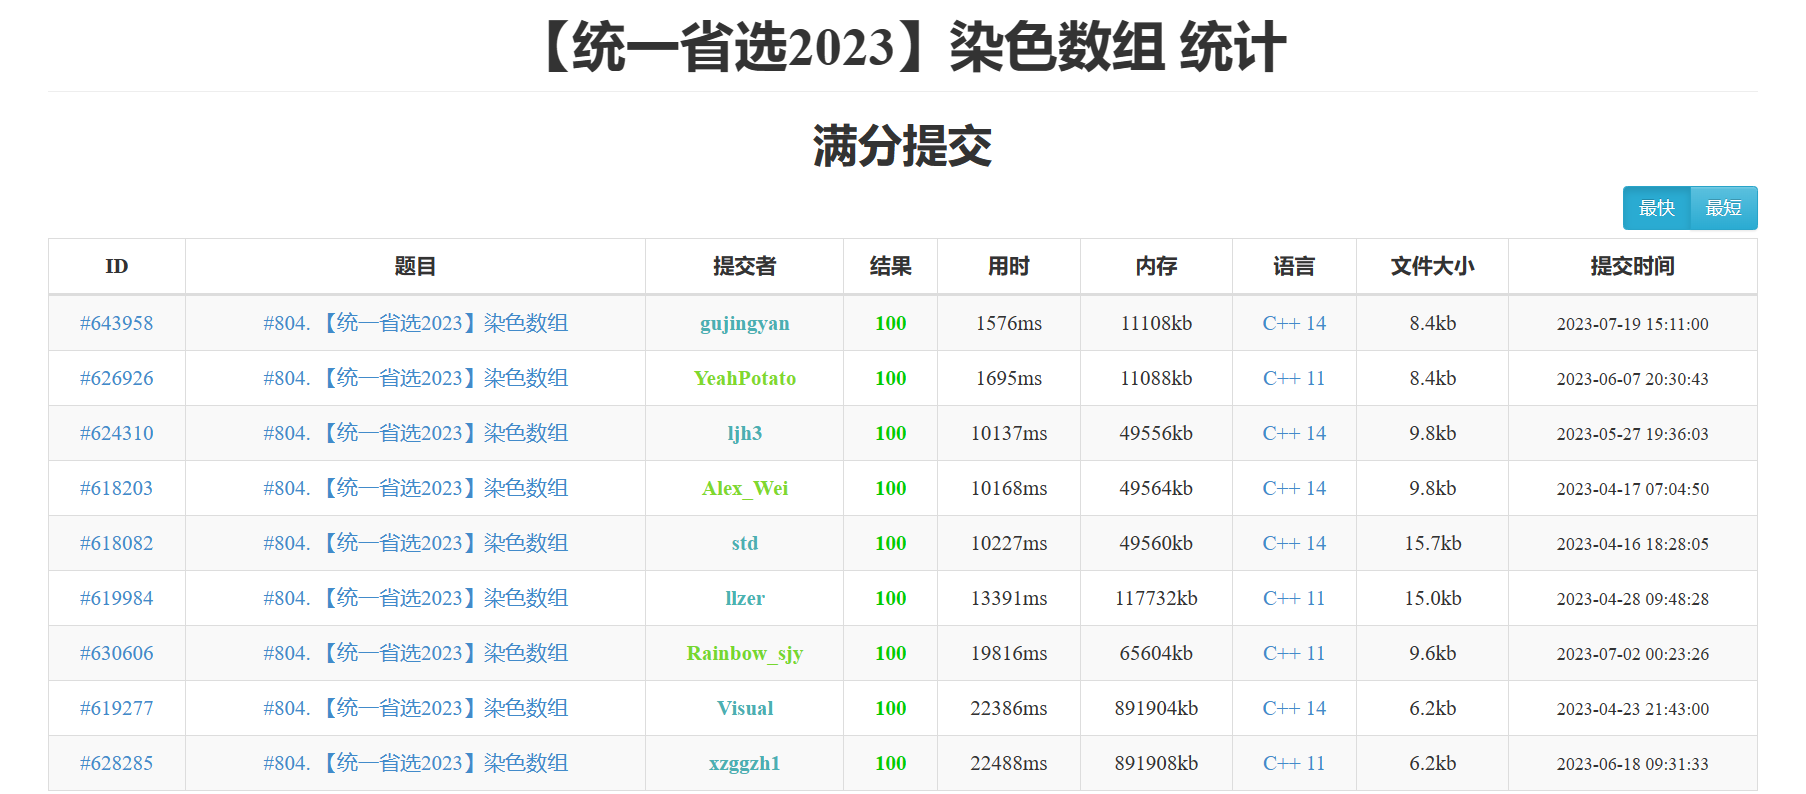 【统一省选2023】染色数组 统计
满分提交
最快 最短
ID 题目 提交者 结果 用时 内存 语言 文件大小 提交时间
#643958 #804. 【统一省选2023】染色数组 gujingyan 100 1576ms 11108kb C++ 14 8.4kb 2023-07-19 15:11:00
#626926 #804. 【统一省选2023】染色数组 YeahPotato 100 1695ms 11088kb C++ 11 8.4kb 2023-06-07 20:30:43
#624310 #804. 【统一省选2023】染色数组 ljh3 100 10137ms 49556kb C++ 14 9.8kb 2023-05-27 19:36:03
#618203 #804. 【统一省选2023】染色数组 Alex_Wei 100 10168ms 49564kb C++ 14 9.8kb 2023-04-17 07:04:50
#618082 #804. 【统一省选2023】染色数组 std 100 10227ms 49560kb C++ 14 15.7kb 2023-04-16 18:28:05
#619984 #804. 【统一省选2023】染色数组 llzer 100 13391ms 117732kb C++ 11 15.0kb 2023-04-28 09:48:28
#630606 #804. 【统一省选2023】染色数组 Rainbow_sjy 100 19816ms 65604kb C++ 11 9.6kb 2023-07-02 00:23:26
#619277 #804. 【统一省选2023】染色数组 Visual 100 22386ms 891904kb C++ 14 6.2kb 2023-04-23 21:43:00
#628285 #804. 【统一省选2023】染色数组 xzggzh1 100 22488ms 891908kb C++ 11 6.2kb 2023-06-18 09:31:33